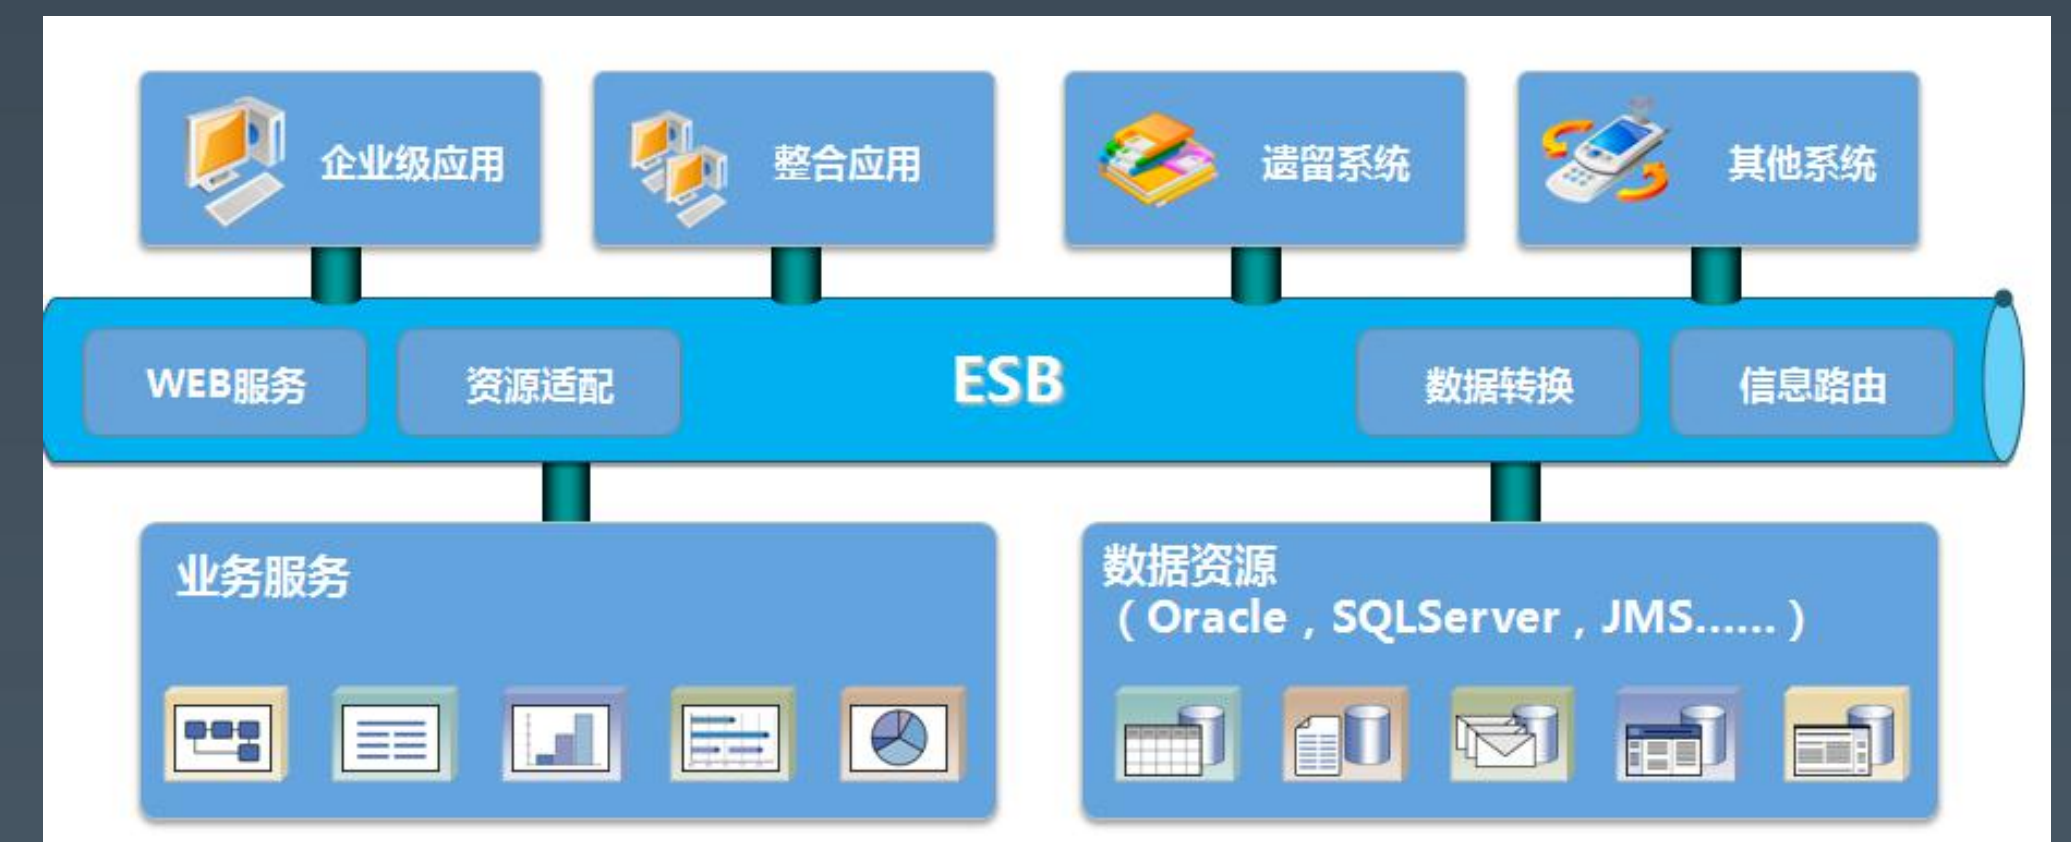 企业级应用
整合应用
遗留系统
其他系统
WEB服务
资源适配
ESB
数据转换
信息路由
业务服务
数据资源
（Oracle，SQLServer，JMS......）